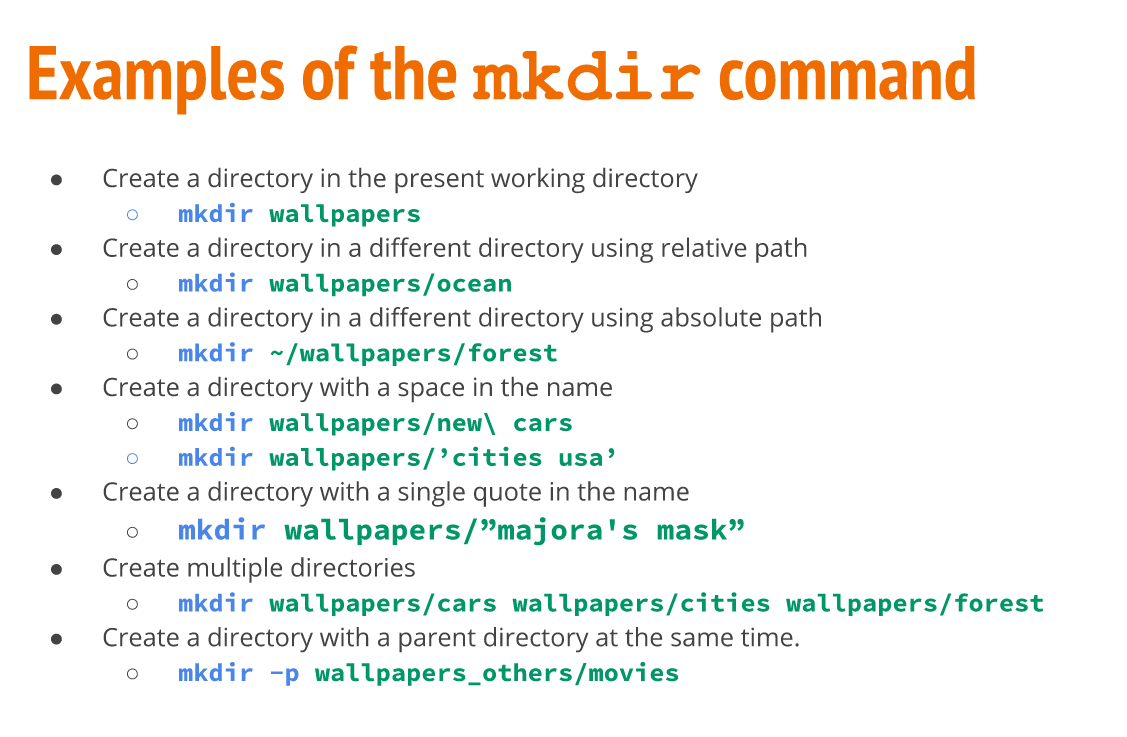 Examples of the mkdir command
● Create a directory in the present working directory
○ mkdir wallpapers
● Create a directory in a different directory using relative path
○ mkdir wallpapers/ocean
● Create a directory in a different directory using absolute path
○ mkdir ~/wallpapers/forest
● Create a directory with a space in the name
○ mkdir wallpapers/new\ cars
○ mkdir wallpapers/’cities usa’
● Create a directory with a single quote in the name
○ mkdir wallpapers/”majora's mask”
● Create multiple directories
○ mkdir wallpapers/cars wallpapers/cities wallpapers/forest
● Create a directory with a parent directory at the same time.
○ mkdir -p wallpapers_others/movies